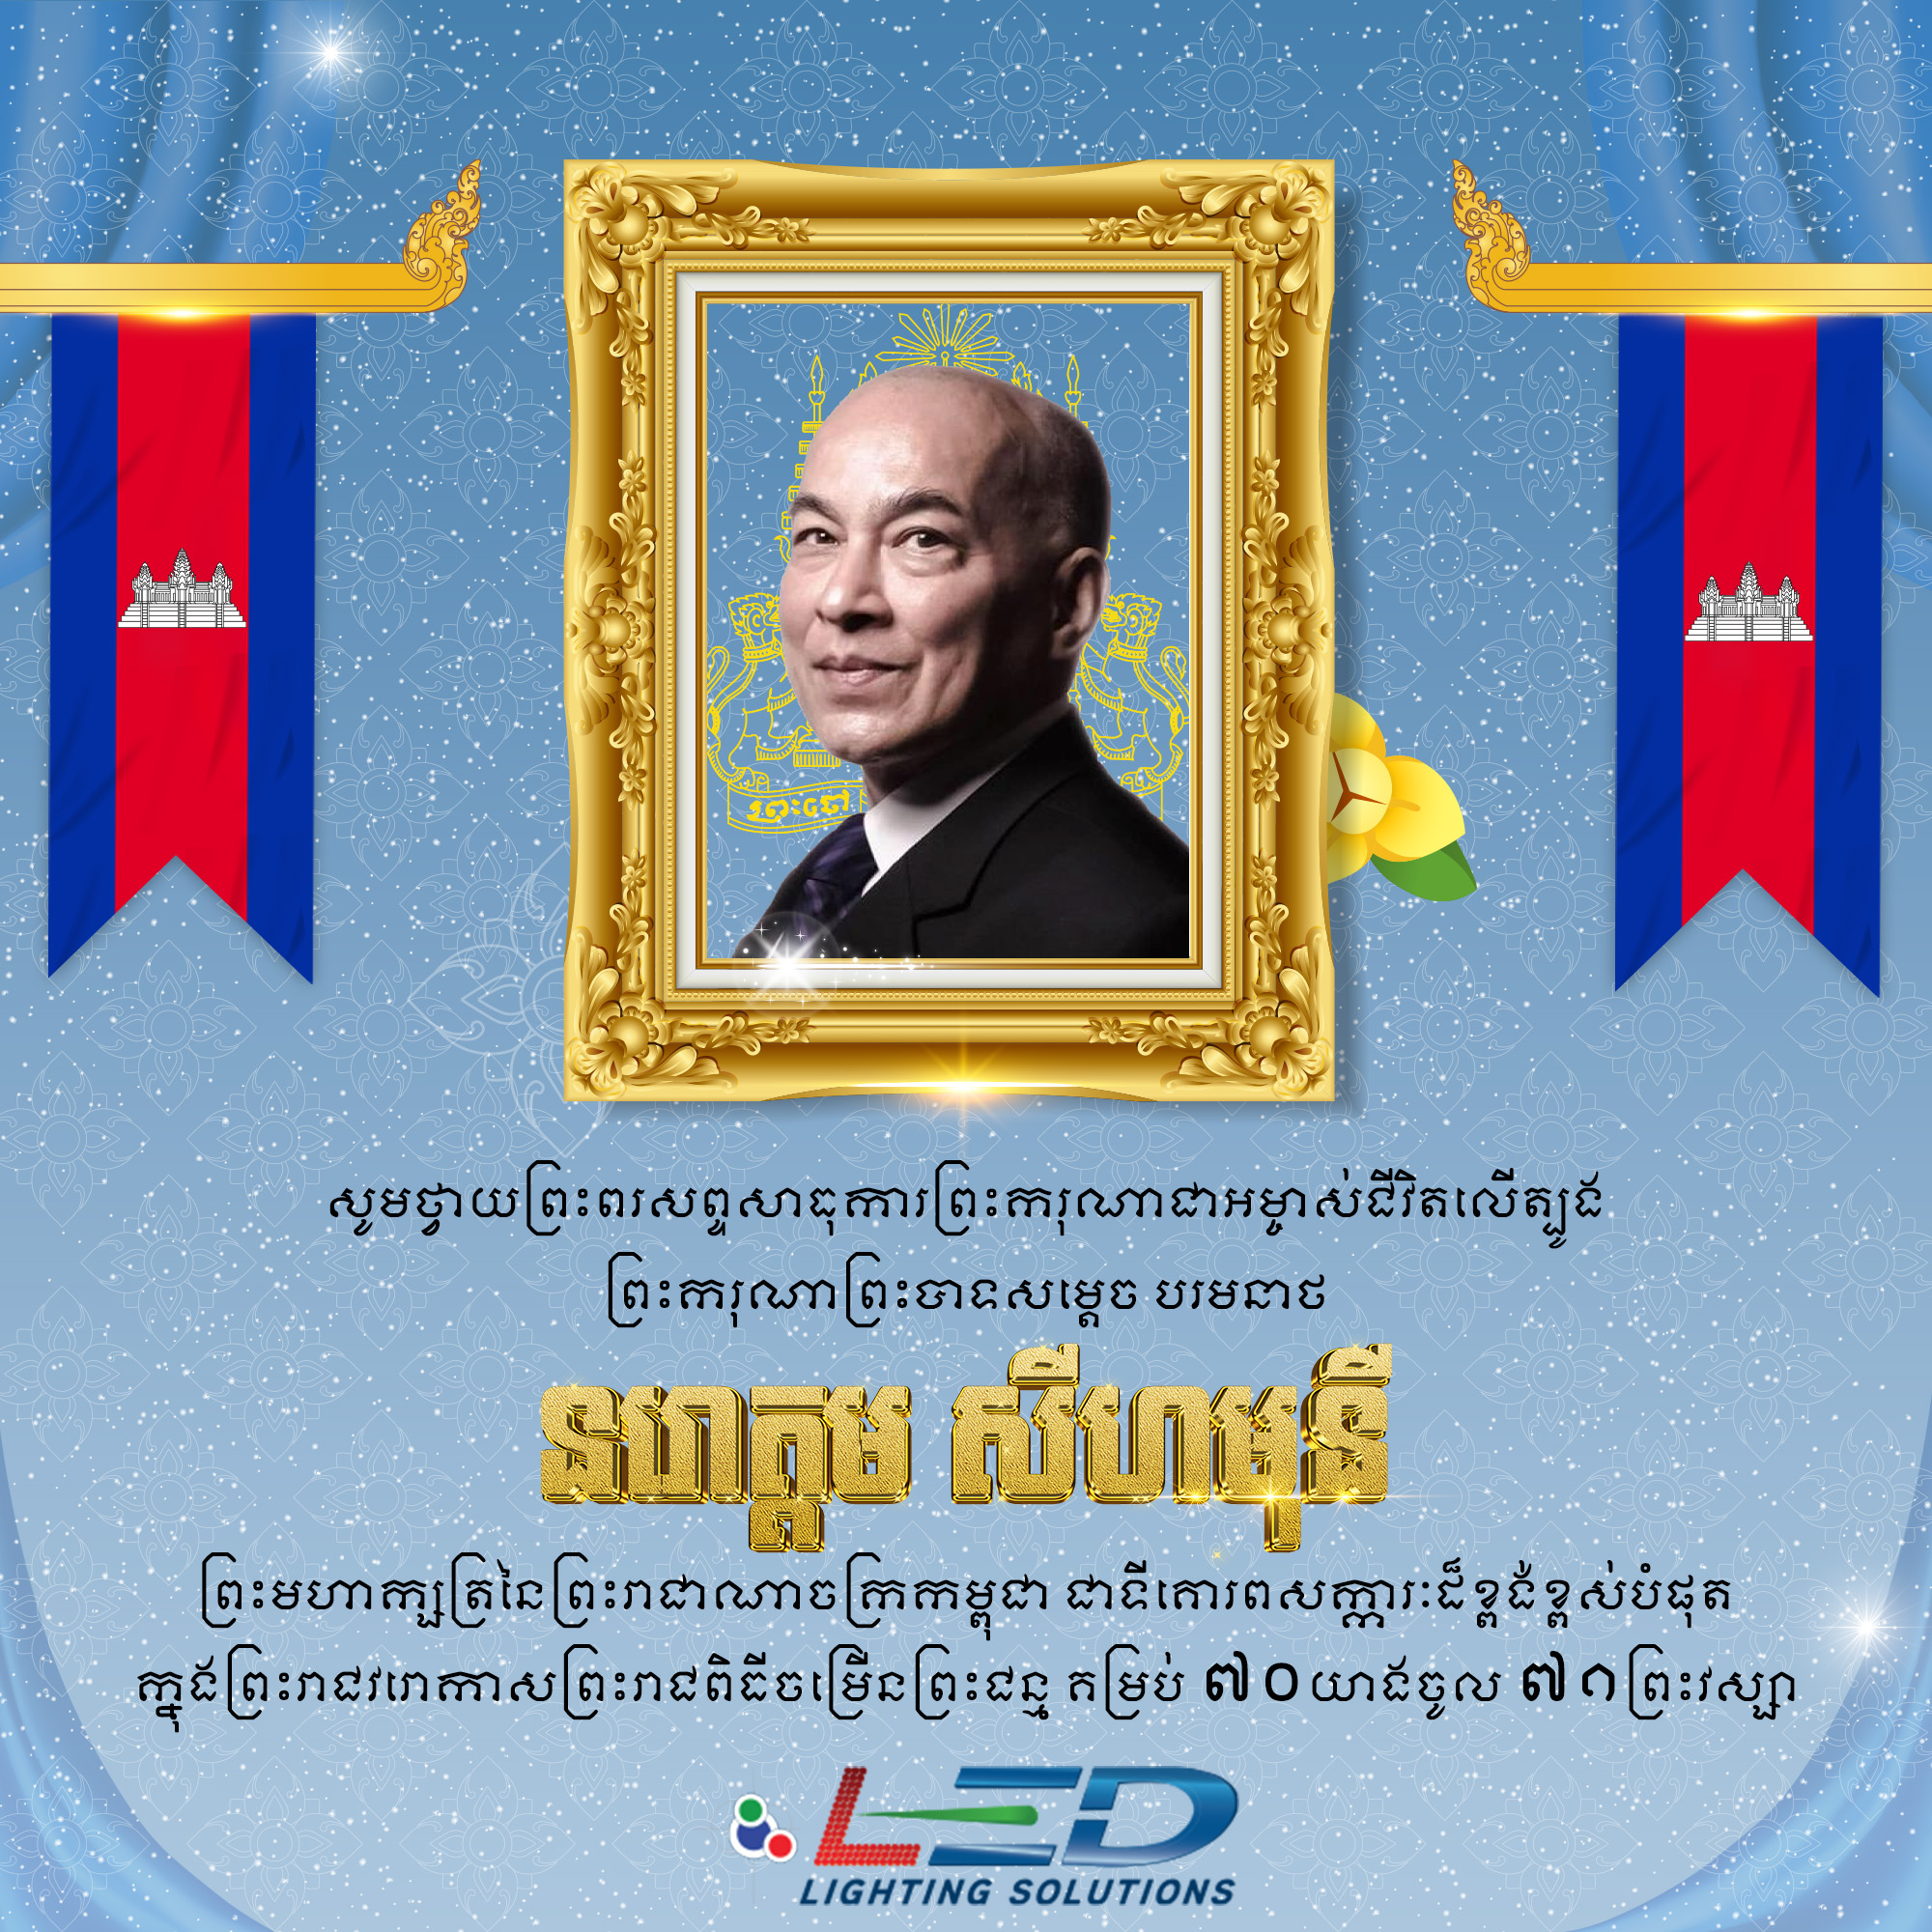 ព្រះចៅ
សូមថ្វាយព្រះពរសព្ទសាធុការព្រះករុណាជាអម្ចាស់ជីវិតលើត្បូង
ព្រះករុណាព្រះបាទសម្តេច បរមនាថ
នរោត្តម សីហមុនី
ព្រះមហាក្សត្រនៃព្រះរាជាណាចក្រកម្ពុជា ជាទីគោរពសក្ការៈដ៏ខ្ពង់ខ្ពស់បំផុត
ក្នុងព្រះរាជវរោកាសព្រះរាជពិធីចម្រើនព្រះជន្ម គម្រប់ ៧០យាងចូល ៧១ព្រះវស្សា
LED
LIGHTING SOLUTIONS